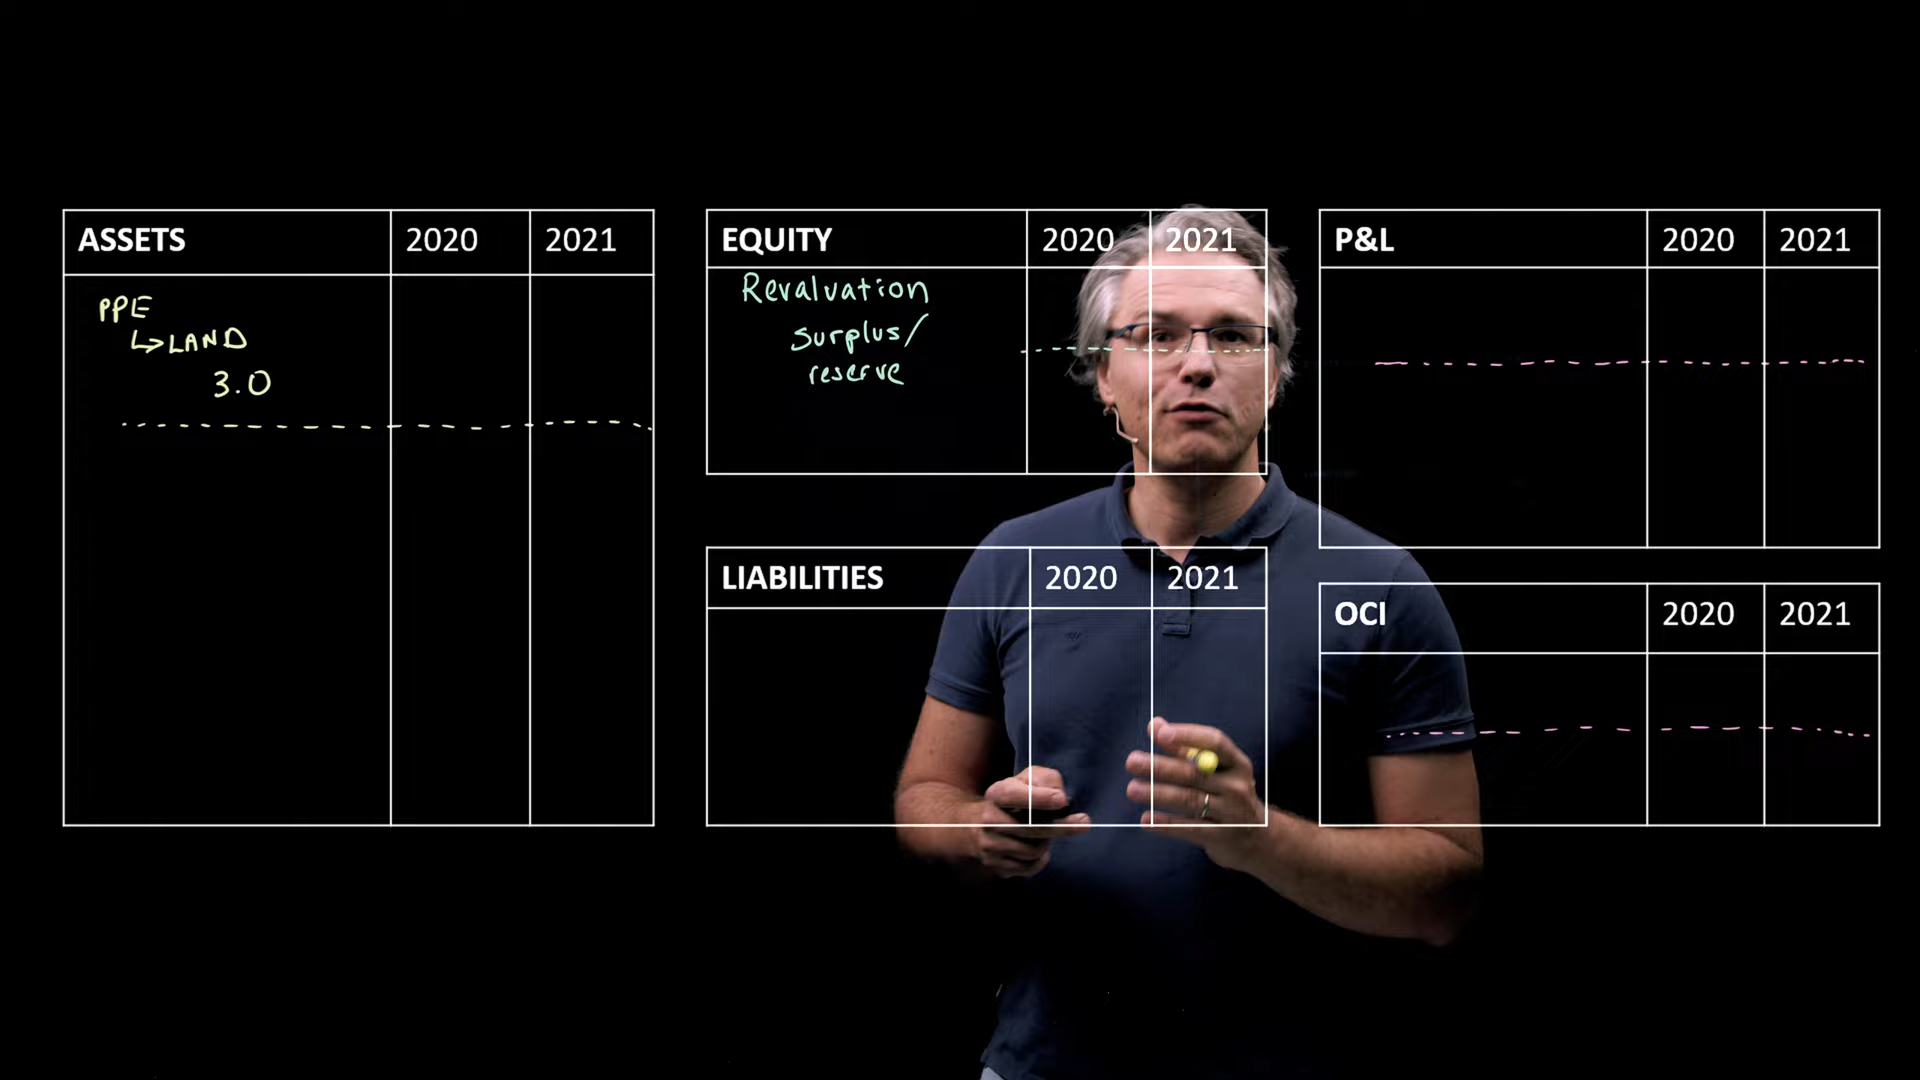 ASSETS 2020 2021
PPE
↳LAND
3.0
EQUITY 2020 2021
Revaluation
surplus/
reserve
LIABILITIES 2020 2021
P&L 2020 2021
OCI 2020 2021